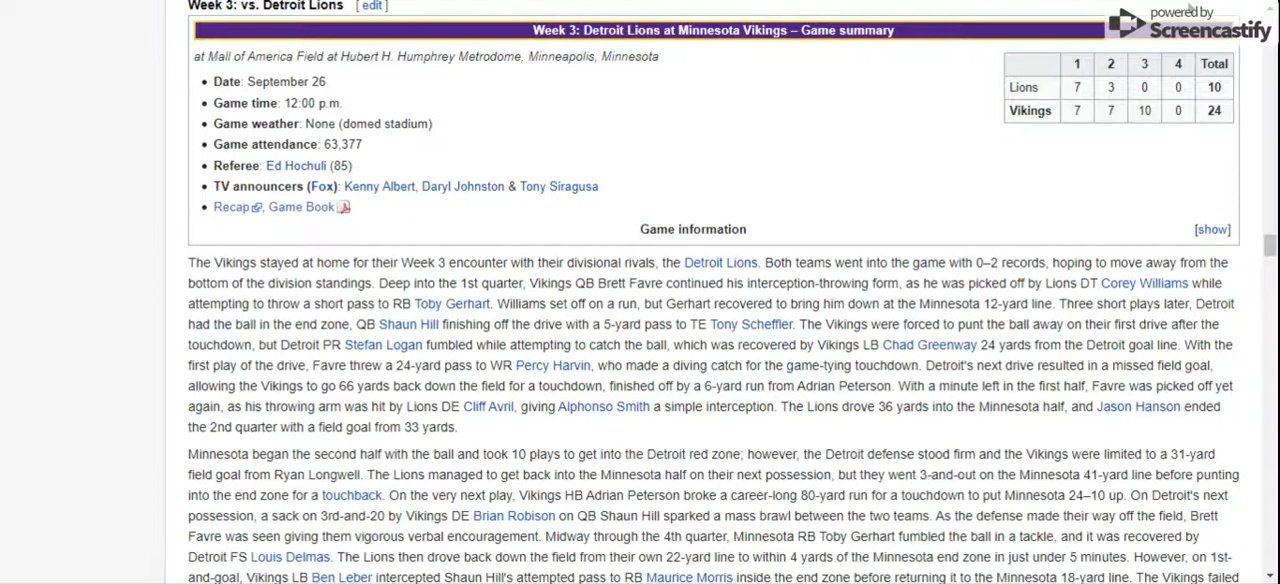 Week 3: vs. Detroit Lions [ edit ]
powered by
Screencastify
Week 3: Detroit Lions at Minnesota Vikings – Game summary
at Mall of America Field at Hubert H. Humphrey Metrodome, Minneapolis, Minnesota
1 2 3 4 Total
Lions 7 3 0 0 10
Vikings 7 7 10 0 24
• Date: September 26
• Game time: 12:00 p.m.
• Game weather: None (domed stadium)
• Game attendance: 63,377
• Referee: Ed Hochuli (85)
• TV announcers (Fox): Kenny Albert, Daryl Johnston & Tony Siragusa
• Recap, Game Book
Game information [show]
The Vikings stayed at home for their Week 3 encounter with their divisional rivals, the Detroit Lions. Both teams went into the game with 0–2 records, hoping to move away from the
bottom of the division standings. Deep into the 1st quarter, Vikings QB Brett Favre continued his interception-throwing form, as he was picked off by Lions DT Corey Williams while
attempting to throw a short pass to RB Toby Gerhart. Williams set off on a run, but Gerhart recovered to bring him down at the Minnesota 12-yard line. Three short plays later, Detroit
had the ball in the end zone, QB Shaun Hill finishing off the drive with a 5-yard pass to TE Tony Scheffler. The Vikings were forced to punt the ball away on their first drive after the
touchdown, but Detroit PR Stefan Logan fumbled while attempting to catch the ball, which was recovered by Vikings LB Chad Greenway 24 yards from the Detroit goal line. With the
first play of the drive, Favre threw a 24-yard pass to WR Percy Harvin, who made a diving catch for the game-tying touchdown. Detroit's next drive resulted in a missed field goal,
allowing the Vikings to go 66 yards back down the field for a touchdown, finished off by a 6-yard run from Adrian Peterson. With a minute left in the first half, Favre was picked off yet
again, as his throwing arm was hit by Lions DE Cliff Avril, giving Alphonso Smith a simple interception. The Lions drove 36 yards into the Minnesota half, and Jason Hanson ended
the 2nd quarter with a field goal from 33 yards.
Minnesota began the second half with the ball and took 10 plays to get into the Detroit red zone; however, the Detroit defense stood firm and the Vikings were limited to a 31-yard
field goal from Ryan Longwell. The Lions managed to get back into the Minnesota half on their next possession, but they went 3-and-out on the Minnesota 41-yard line before punting
into the end zone for a touchback. On the very next play, Vikings HB Adrian Peterson broke a career-long 80-yard run for a touchdown to put Minnesota 24–10 up. On Detroit's next
possession, a sack on 3rd-and-20 by Vikings DE Brian Robison on QB Shaun Hill sparked a mass brawl between the two teams. As the defense made their way off the field, Brett
Favre was seen giving them vigorous verbal encouragement. Midway through the 4th quarter, Minnesota RB Toby Gerhart fumbled the ball in a tackle, and it was recovered by
Detroit FS Louis Delmas. The Lions then drove back down the field from their own 22-yard line to within 4 yards of the Minnesota end zone in just under 5 minutes. However, on 1st-
and-goal, Vikings LB Ben Leber intercepted Shaun Hill's attempted pass to RB Maurice Morris inside the end zone before returning it to the Minnesota 18-yard line. The Vikings failed